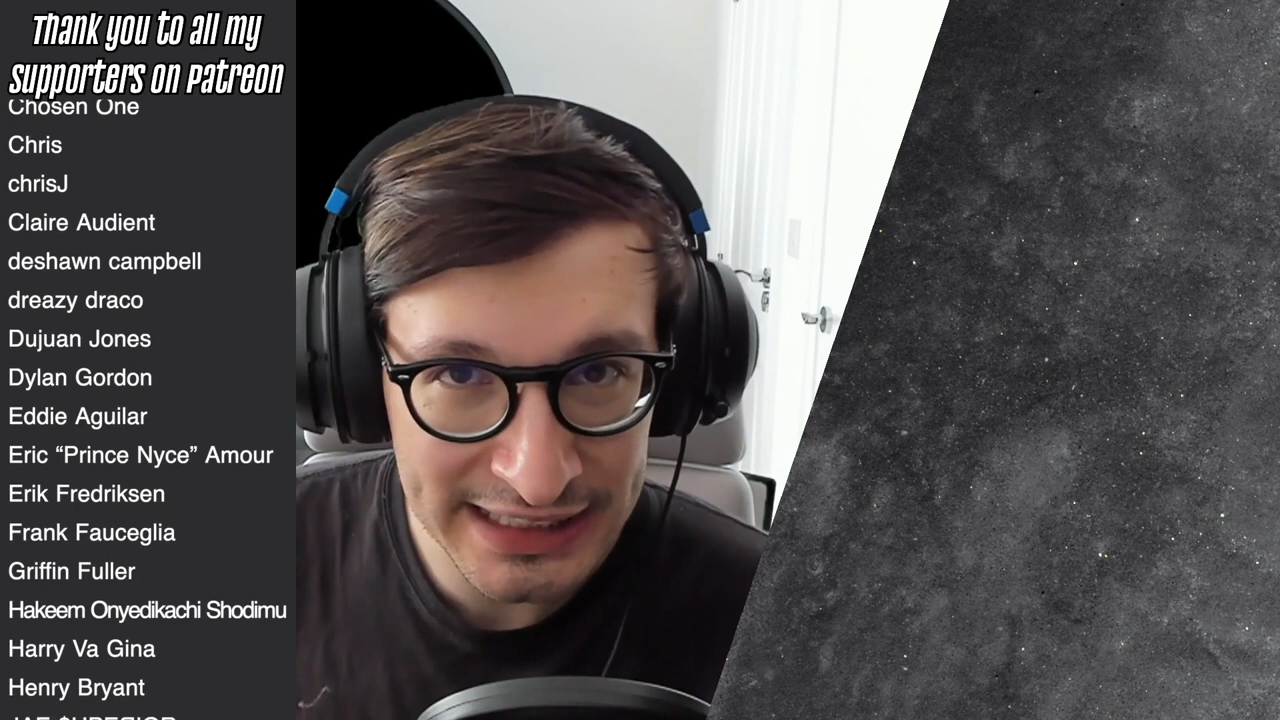 Thank you to all my
supporters on Patreon
Chosen One
Chris
chrisJ
Claire Audient
deshawn campbell
dreazy draco
Dujuan Jones
Dylan Gordon
Eddie Aguilar
Eric “Prince Nyce” Amour
Erik Fredriksen
Frank Fauceglia
Griffin Fuller
Hakeem Onyedikachi Shodimu
Harry Va Gina
Henry Bryant